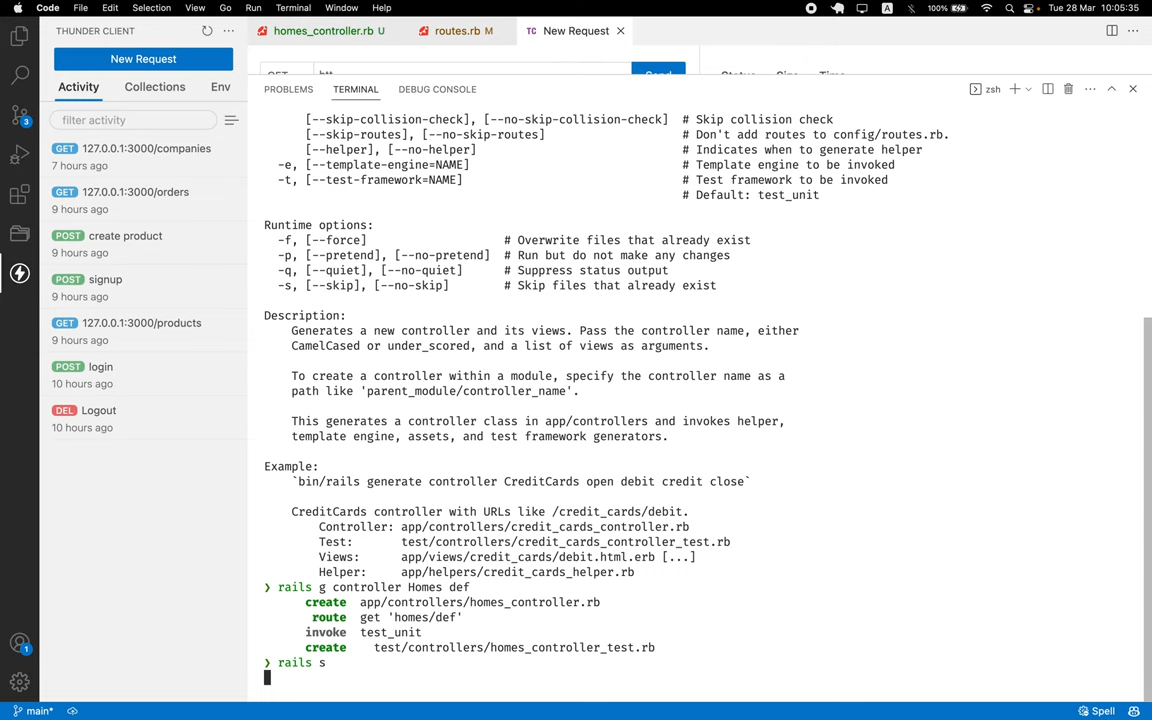 Code File Edit Selection View Go Run Terminal Window Help A 100% Tue 28 Mar 10:05:35
THUNDER CLIENT
homes_controller.rb U
routes.rb M
TC New Request
New Request
Activity Collections Env
filter activity
GET 127.0.0.1:3000/companies
7 hours ago
GET 127.0.0.1:3000/orders
9 hours ago
POST create product
9 hours ago
POST signup
9 hours ago
GET 127.0.0.1:3000/products
9 hours ago
POST login
10 hours ago
DEL Logout
10 hours ago
3
1
GET htt Send Status Size Time
PROBLEMS TERMINAL DEBUG CONSOLE zsh
[--skip-collision-check], [--no-skip-collision-check] # Skip collision check
[--skip-routes], [--no-skip-routes] # Don't add routes to config/routes.rb.
[--helper], [--no-helper] # Indicates when to generate helper
-e, [--template-engine=NAME] # Template engine to be invoked
-t, [--test-framework=NAME] # Test framework to be invoked
# Default: test_unit
Runtime options:
-f, [--force] # Overwrite files that already exist
-p, [--pretend], [--no-pretend] # Run but do not make any changes
-q, [--quiet], [--no-quiet] # Suppress status output
-s, [--skip], [--no-skip] # Skip files that already exist
Description:
Generates a new controller and its views. Pass the controller name, either
CamelCased or under_scored, and a list of views as arguments.
To create a controller within a module, specify the controller name as a
path like 'parent_module/controller_name'.
This generates a controller class in app/controllers and invokes helper,
template engine, assets, and test framework generators.
Example:
`bin/rails generate controller CreditCards open debit credit close`
CreditCards controller with URLs like /credit_cards/debit.
Controller: app/controllers/credit_cards_controller.rb
Test: test/controllers/credit_cards_controller_test.rb
Views: app/views/credit_cards/debit.html.erb [...]
Helper: app/helpers/credit_cards_helper.rb
❯ rails g controller Homes def
create app/controllers/homes_controller.rb
route get 'homes/def'
invoke test_unit
create test/controllers/homes_controller_test.rb
❯ rails s
main* Spell